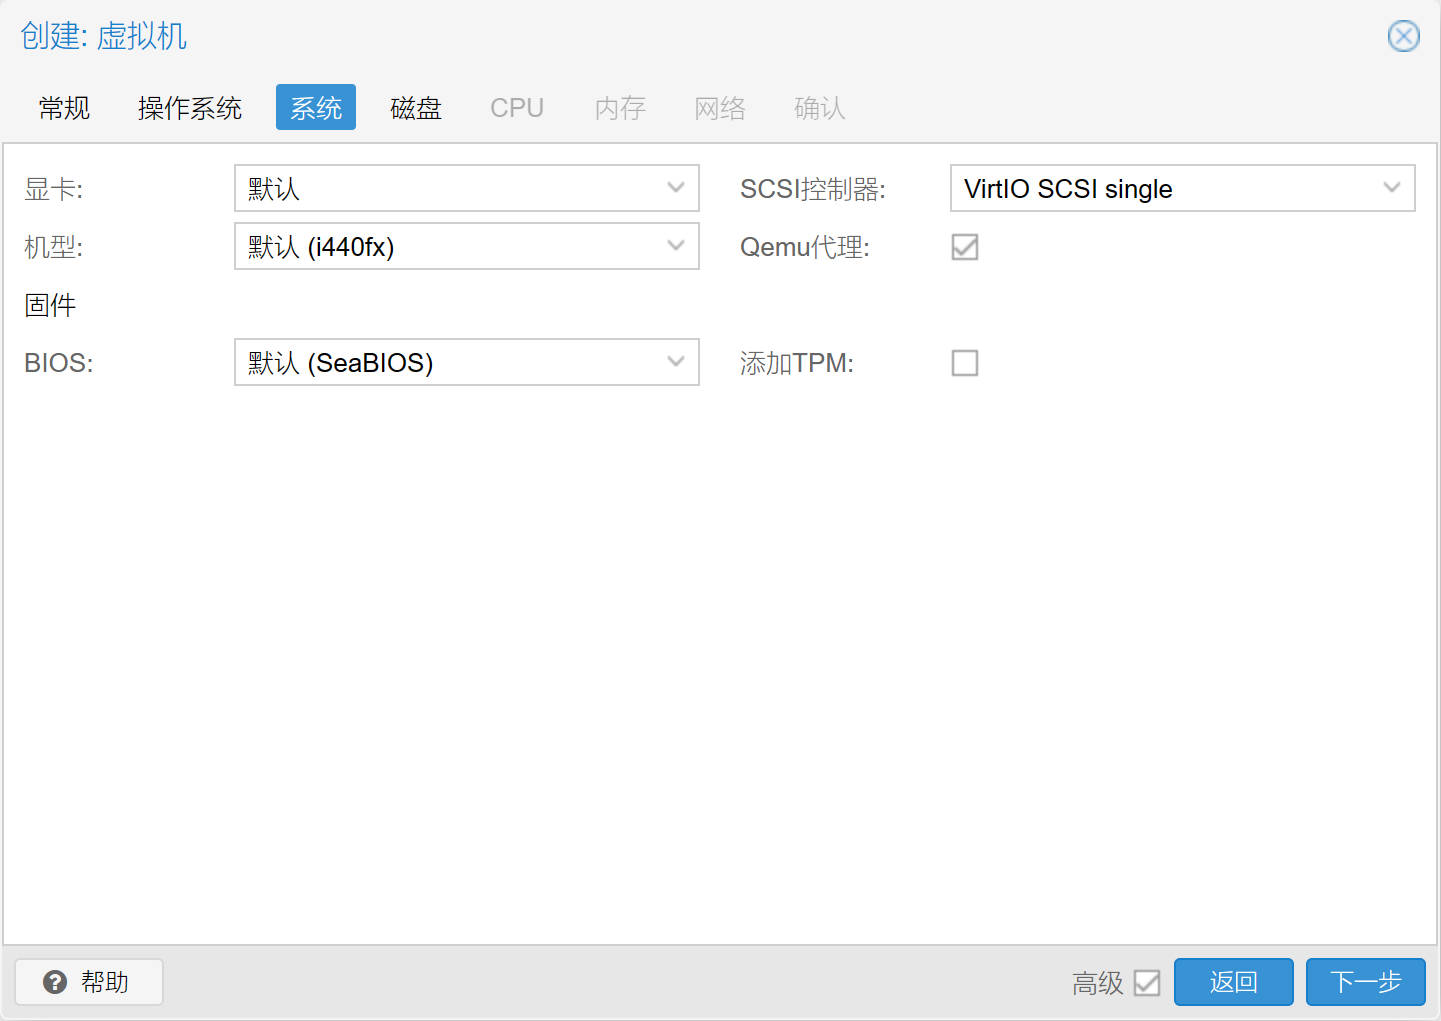 创建: 虚拟机
常规 操作系统 系统 磁盘 CPU 内存 网络 确认
显卡: 默认 SCSI控制器: VirtIO SCSI single
机型: 默认 (i440fx) Qemu代理:
固件
BIOS: 默认 (SeaBIOS) 添加TPM:
帮助 高级 返回 下一步